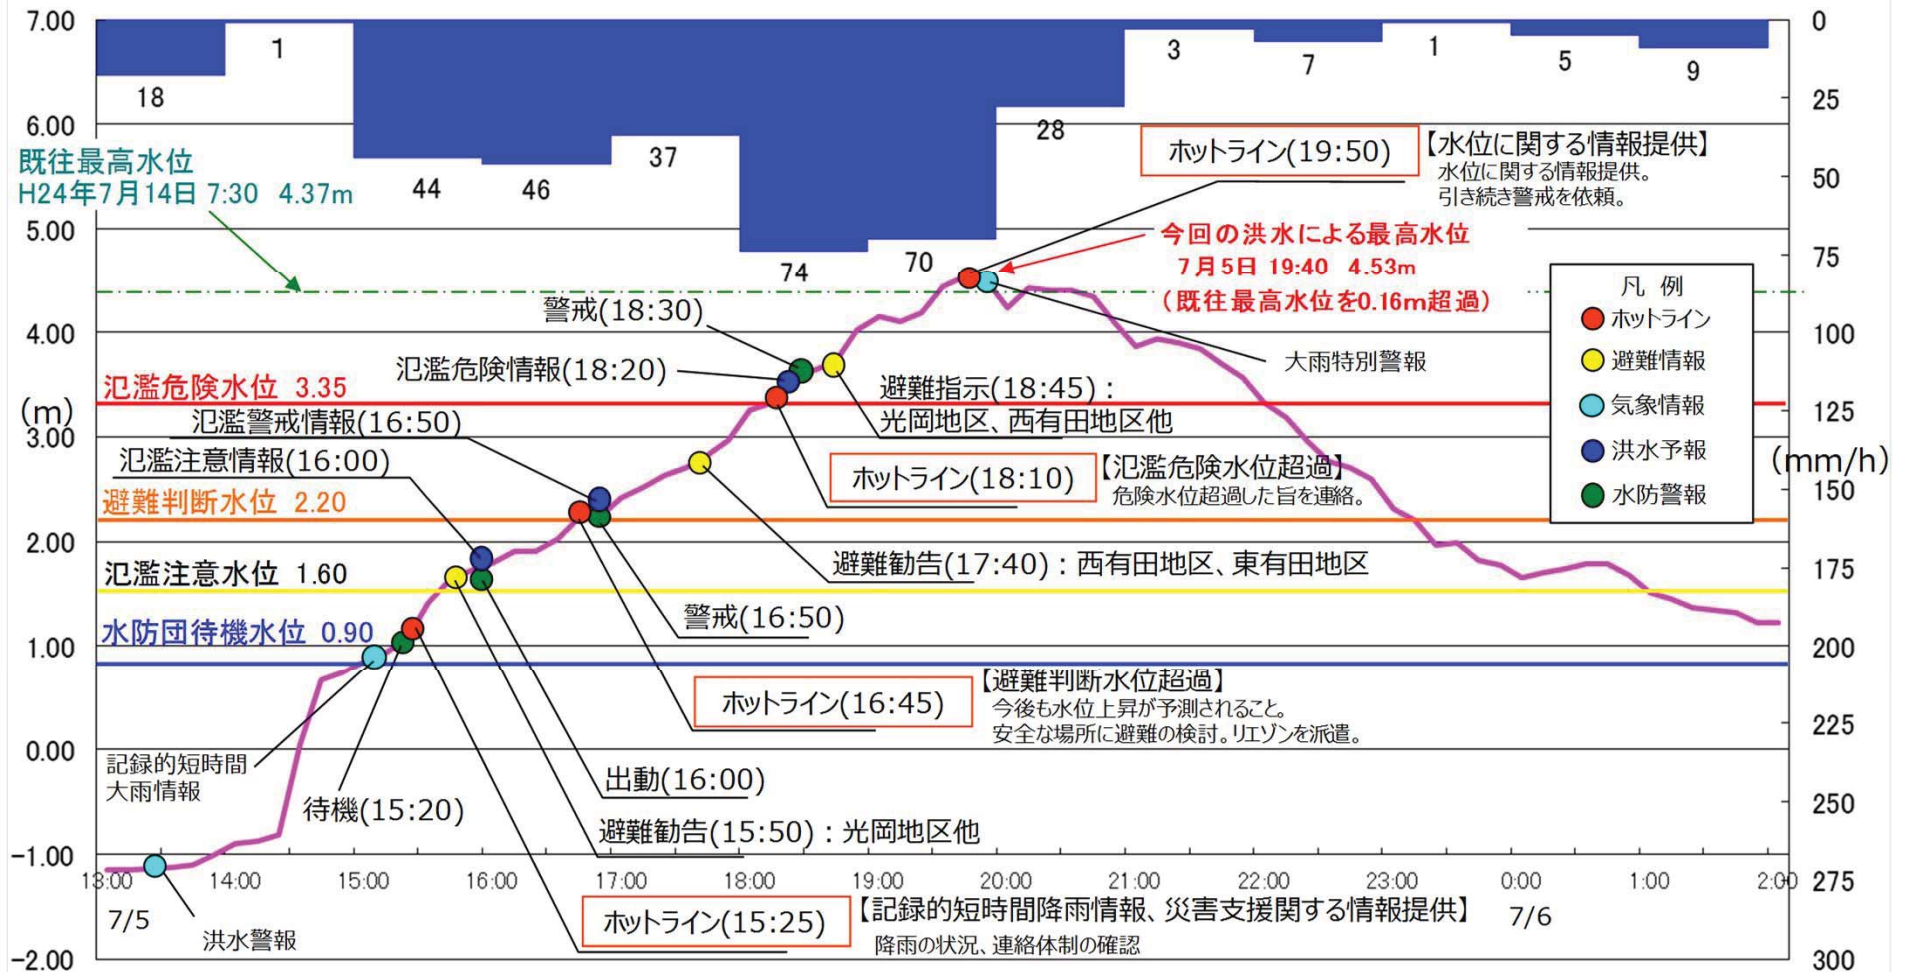 7.00
6.00
5.00
4.00
(m)
3.00
2.00
1.00
0.00
-1.00
-2.00
0
25
50
75
100
125
(mm/h)
150
175
200
225
250
275
300
18
1
44
46
37
74
70
28
3
7
1
5
9
既往最高水位
H24年7月14日 7:30 4.37m
ホットライン(19:50)
【水位に関する情報提供】
水位に関する情報提供。
引き続き警戒を依頼。
今回の洪水による最高水位
7月5日 19:40 4.53m
(既往最高水位を0.16m超過)
大雨特別警報
凡 例
ホットライン
避難情報
気象情報
洪水予報
水防警報
警戒(18:30)
氾濫危険情報(18:20)
氾濫危険水位 3.35
避難指示(18:45)：
光岡地区、西有田地区他
氾濫警戒情報(16:50)
氾濫注意情報(16:00)
ホットライン(18:10)
【氾濫危険水位超過】
危険水位超過した旨を連絡。
避難判断水位 2.20
避難勧告(17:40)：西有田地区、東有田地区
氾濫注意水位 1.60
警戒(16:50)
水防団待機水位 0.90
ホットライン(16:45)
【避難判断水位超過】
今後も水位上昇が予測されること。
安全な場所に避難の検討。リエゾンを派遣。
記録的短時間
大雨情報
待機(15:20)
出動(16:00)
避難勧告(15:50)：光岡地区他
13:00
14:00
15:00
16:00
17:00
18:00
19:00
20:00
21:00
22:00
23:00
0:00
1:00
2:00
7/5
7/6
洪水警報
ホットライン(15:25)
【記録的短時間降雨情報、災害支援関する情報提供】
降雨の状況、連絡体制の確認